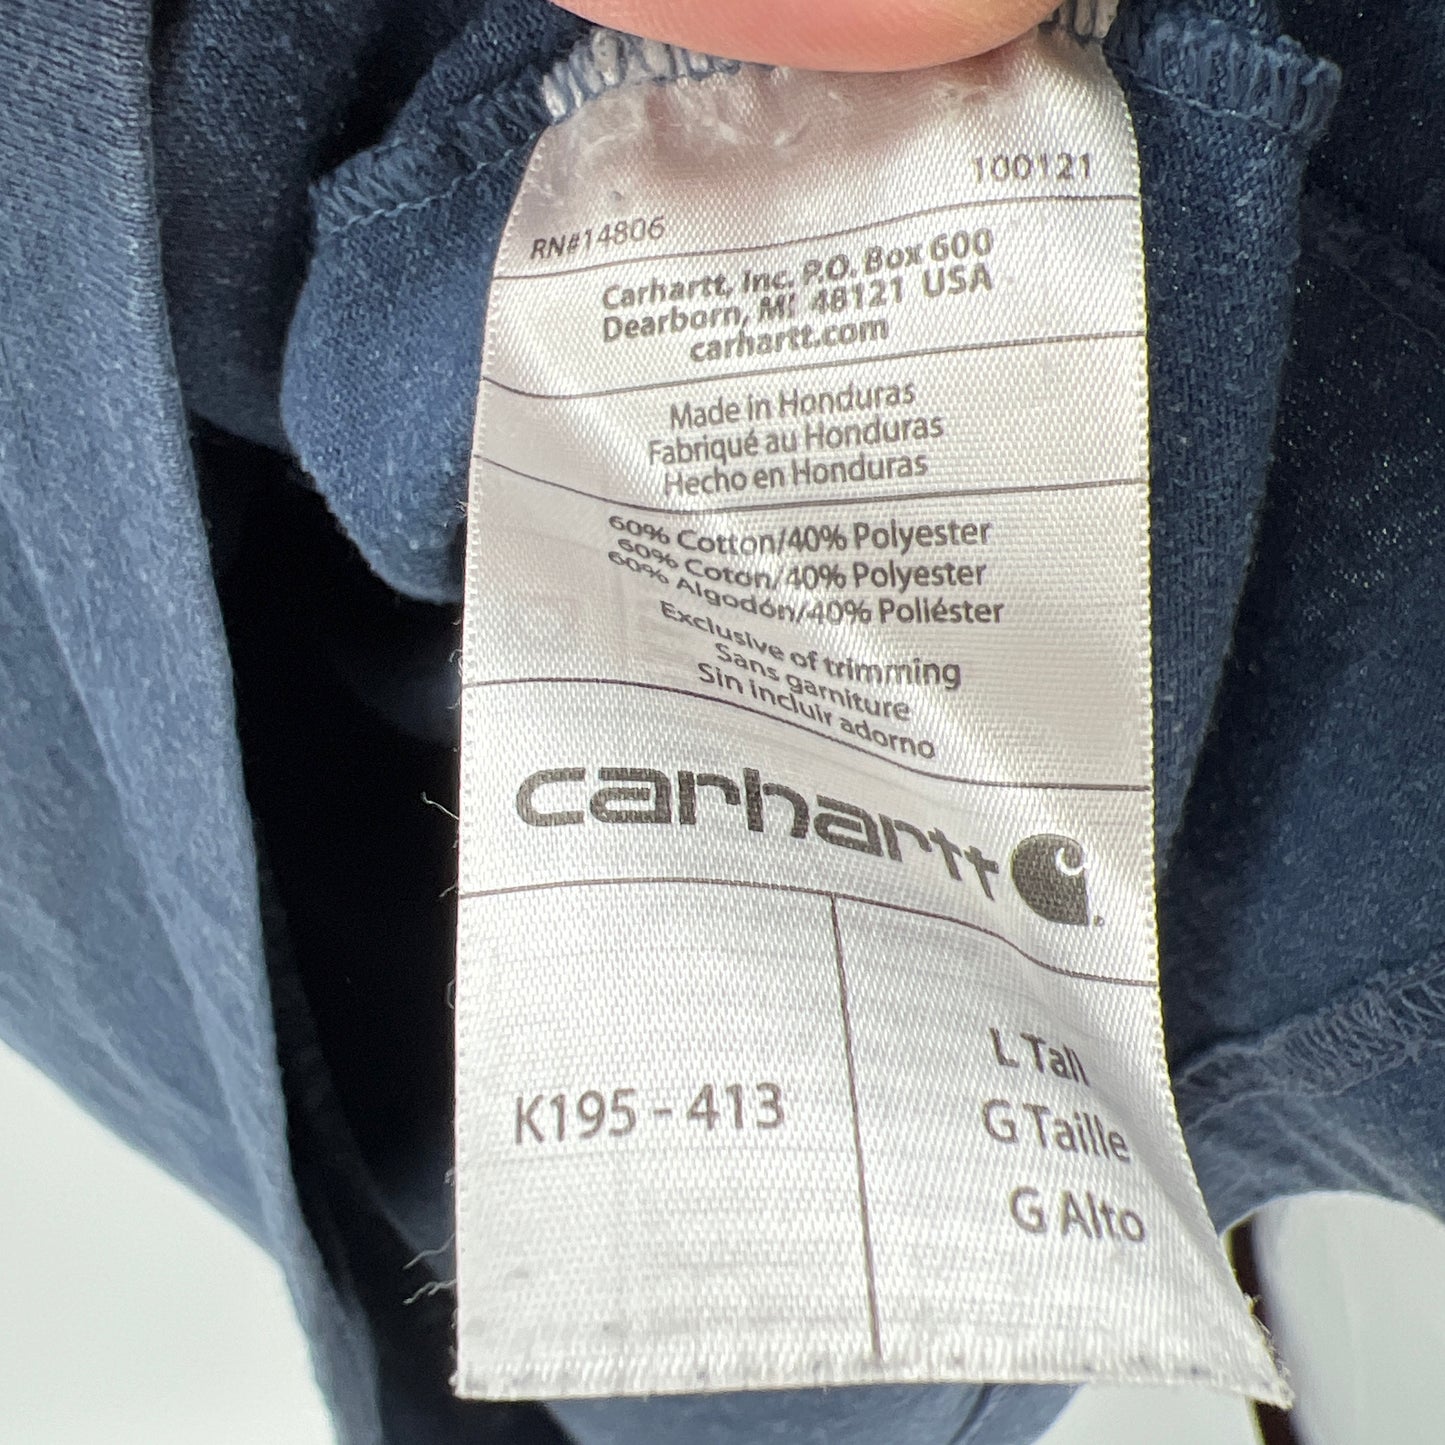 100121
RN#14806
Carhartt, Inc. P.O. Box 600
Dearborn, MI 48121 USA
carhartt.com
Made in Honduras
Fabriqué au Honduras
Hecho en Honduras
60% Cotton/40% Polyester
60% Coton/40% Polyester
60% Algodón/40% Poliéster
Exclusive of trimming
Sans garniture
Sin incluir adorno
carhartt
K195 - 413
L Tall
G Taille
G Alto